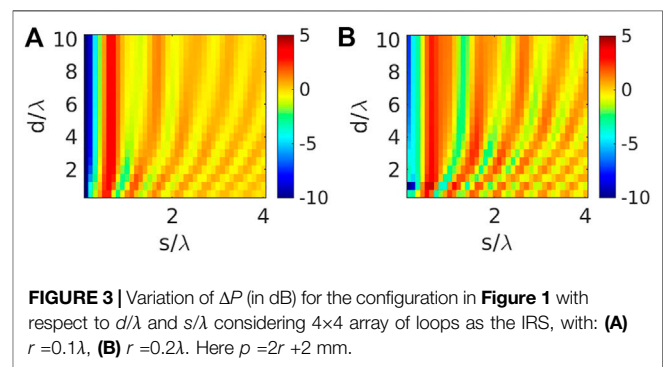 A
B
10
8
6
4
2
d/λ
2
4
s/λ
5
0
-5
-10
10
8
6
4
2
d/λ
2
4
s/λ
5
0
-5
-10
FIGURE 3 | Variation of ΔP (in dB) for the configuration in Figure 1 with
respect to d/λ and s/λ considering 4×4 array of loops as the IRS, with: (A)
r =0.1λ, (B) r =0.2λ. Here p =2r +2 mm.